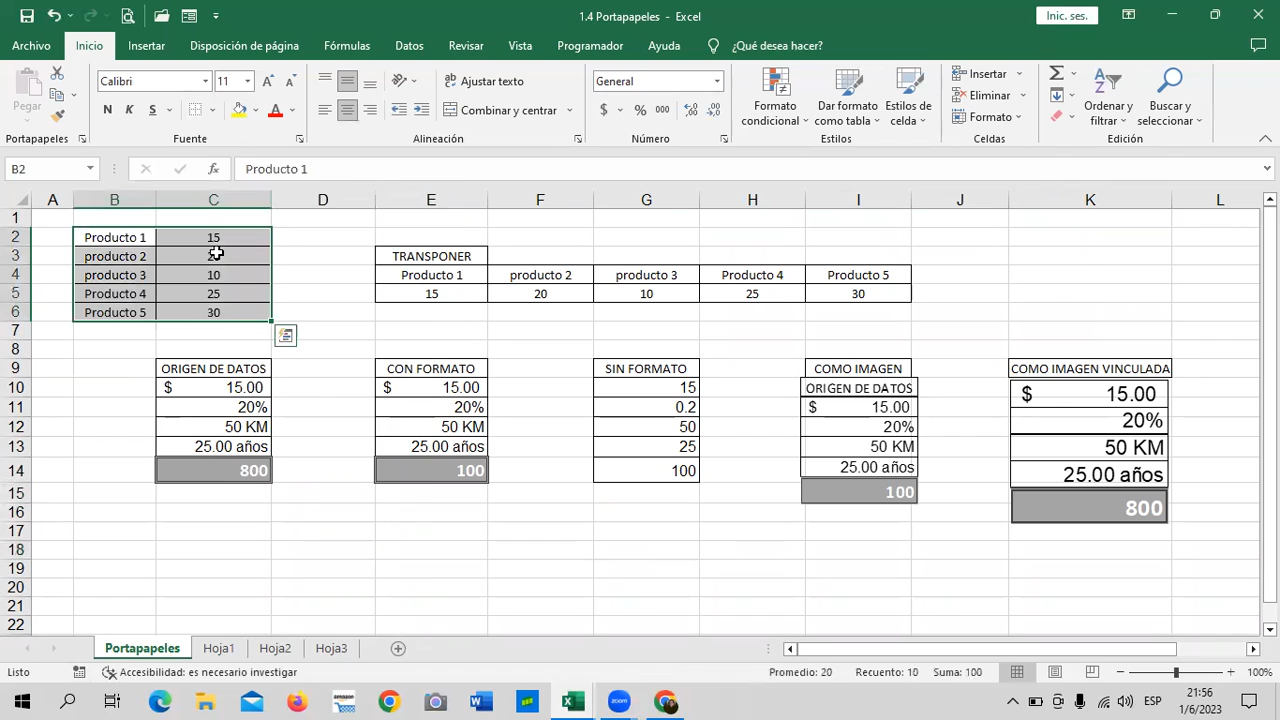 1.4 Portapapeles - Excel
Inic. ses.
Archivo Inicio Insertar Disposición de página Fórmulas Datos Revisar Vista Programador Ayuda ¿Qué desea hacer?
Pegar
Calibri 11
N K S
Ajustar texto
Combinar y centrar
General
$ % 000
Formato condicional
Dar formato como tabla
Estilos de celda
Insertar
Eliminar
Formato
Ordenar y filtrar
Buscar y seleccionar
Portapapeles Fuente Alineación Número Estilos Celdas Edición
B2 fx Producto 1
A B C D E F G H I J K L
1
2 Producto 1 15
3 producto 2 TRANSPONER
4 producto 3 10 Producto 1 producto 2 producto 3 Producto 4 Producto 5
5 Producto 4 25 15 20 10 25 30
6 Producto 5 30
7
8
9 ORIGEN DE DATOS CON FORMATO SIN FORMATO COMO IMAGEN COMO IMAGEN VINCULADA
10 $ 15.00 $ 15.00 15 ORIGEN DE DATOS $ 15.00
11 20% 20% 0.2 $ 15.00 20%
12 50 KM 50 KM 50 20% 50 KM
13 25.00 años 25.00 años 25 50 KM 25.00 años
14 800 100 100 25.00 años 800
15 100
16
17
18
19
20
21
22
Portapapeles Hoja1 Hoja2 Hoja3
Listo Accesibilidad: es necesario investigar Promedio: 20 Recuento: 10 Suma: 100 100%
ESP 21:56
1/6/2023